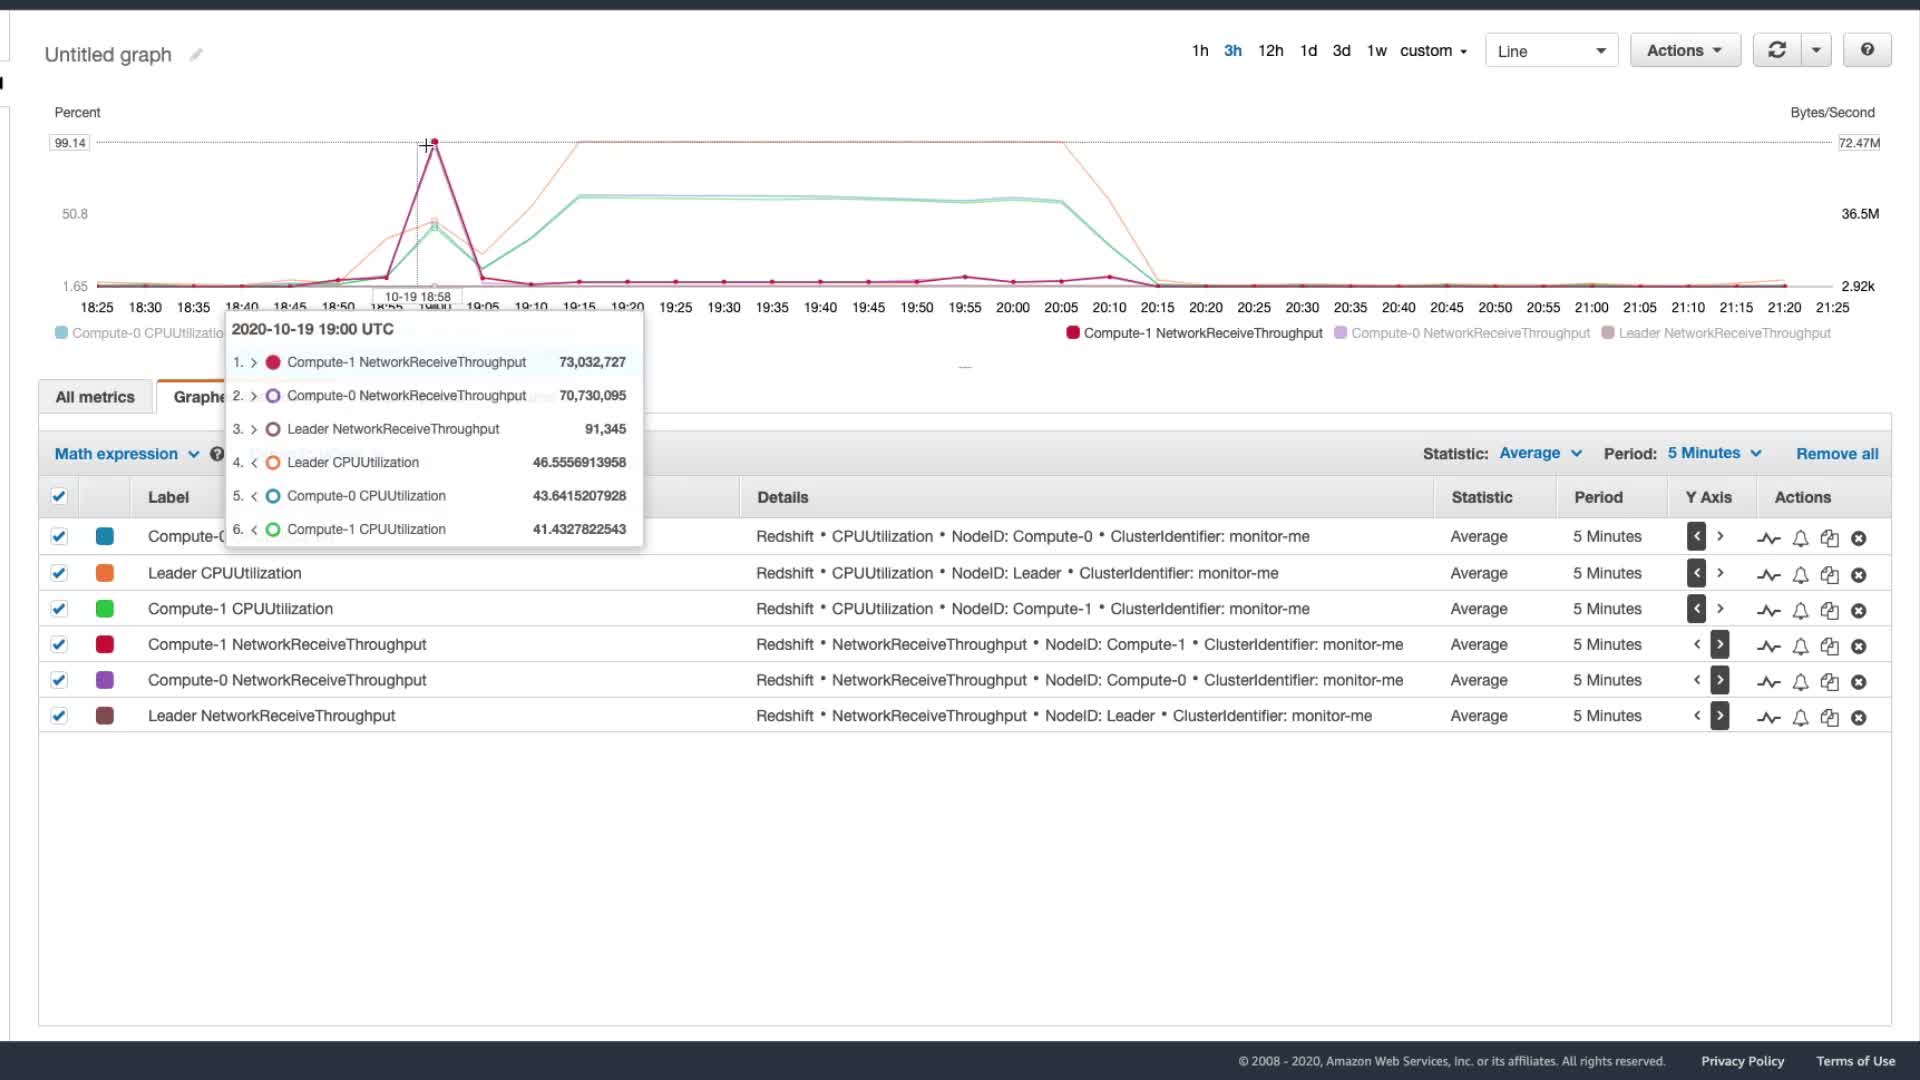 Untitled graph
1h 3h 12h 1d 3d 1w custom Line Actions
Percent Bytes/Second
99.14 72.47M
50.8 36.5M
1.65 2.92k
10-19 18:58
18:25 18:30 18:35 18:40 18:45 18:50 18:55 19:00 19:05 19:10 19:15 19:20 19:25 19:30 19:35 19:40 19:45 19:50 19:55 20:00 20:05 20:10 20:15 20:20 20:25 20:30 20:35 20:40 20:45 20:50 20:55 21:00 21:05 21:10 21:15 21:20 21:25
Compute-0 CPUUtilizatio Compute-1 NetworkReceiveThroughput Compute-0 NetworkReceiveThroughput Leader NetworkReceiveThroughput
2020-10-19 19:00 UTC
1. > Compute-1 NetworkReceiveThroughput 73,032,727
2. > Compute-0 NetworkReceiveThroughput 70,730,095
3. > Leader NetworkReceiveThroughput 91,345
4. < Leader CPUUtilization 46.5556913958
5. < Compute-0 CPUUtilization 43.6415207928
6. < Compute-1 CPUUtilization 41.4327822543
All metrics Graphe
Math expression Statistic: Average Period: 5 Minutes Remove all
Label Details Statistic Period Y Axis Actions
Compute-0 Redshift • CPUUtilization • NodeID: Compute-0 • ClusterIdentifier: monitor-me Average 5 Minutes < >
Leader CPUUtilization Redshift • CPUUtilization • NodeID: Leader • ClusterIdentifier: monitor-me Average 5 Minutes < >
Compute-1 CPUUtilization Redshift • CPUUtilization • NodeID: Compute-1 • ClusterIdentifier: monitor-me Average 5 Minutes < >
Compute-1 NetworkReceiveThroughput Redshift • NetworkReceiveThroughput • NodeID: Compute-1 • ClusterIdentifier: monitor-me Average 5 Minutes < >
Compute-0 NetworkReceiveThroughput Redshift • NetworkReceiveThroughput • NodeID: Compute-0 • ClusterIdentifier: monitor-me Average 5 Minutes < >
Leader NetworkReceiveThroughput Redshift • NetworkReceiveThroughput • NodeID: Leader • ClusterIdentifier: monitor-me Average 5 Minutes < >
© 2008 - 2020, Amazon Web Services, Inc. or its affiliates. All rights reserved. Privacy Policy Terms of Use